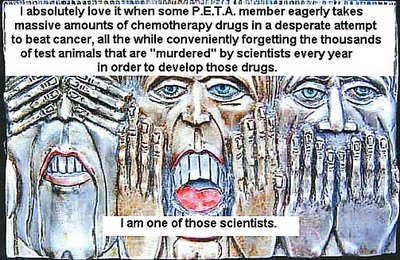 I absolutely love it when some P.E.T.A. member eagerly takes
massive amounts of chemotherapy drugs in a desperate attempt
to beat cancer, all the while conveniently forgetting the thousands
of test animals that are "murdered" by scientists every year
in order to develop those drugs.
I am one of those scientists.